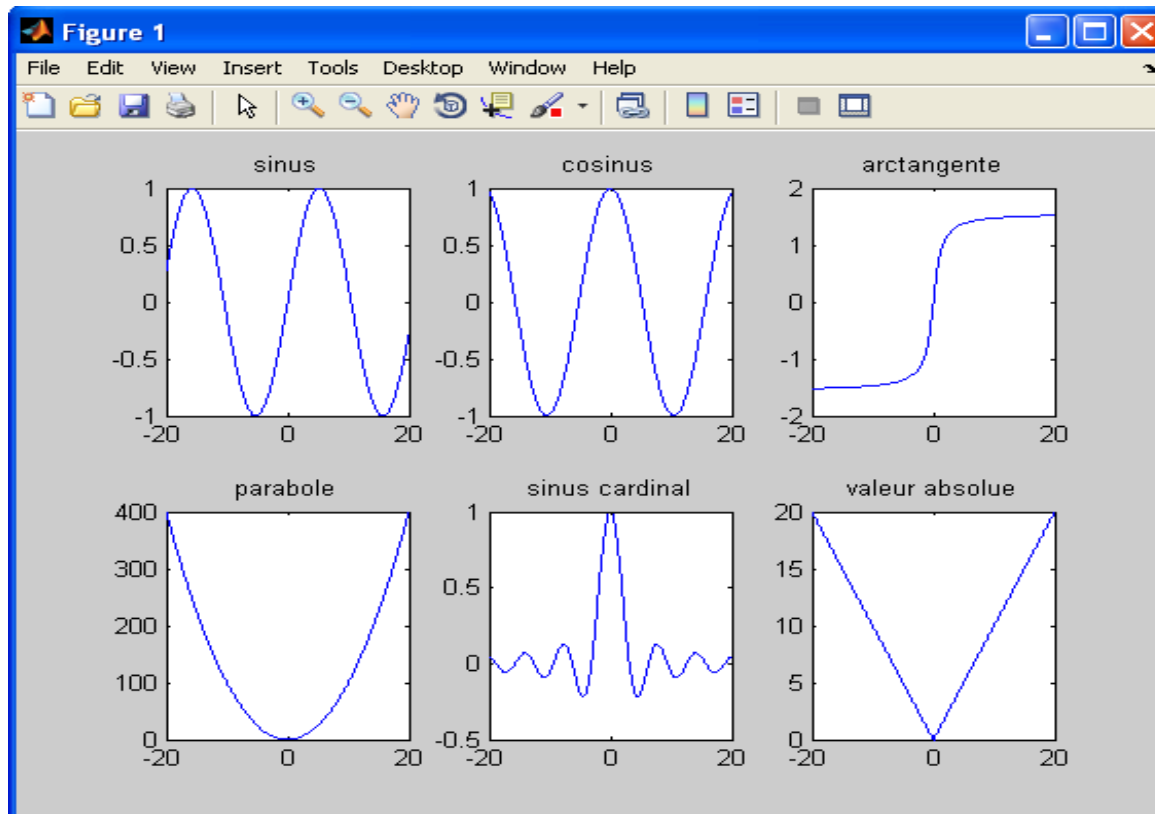 Figure 1
File Edit View Insert Tools Desktop Window Help
sinus
1
0.5
0
-0.5
-1
-20 0 20
cosinus
1
0.5
0
-0.5
-1
-20 0 20
arctangente
2
1
0
-1
-2
-20 0 20
parabole
400
300
200
100
0
-20 0 20
sinus cardinal
1
0.5
0
-0.5
-20 0 20
valeur absolue
20
15
10
5
0
-20 0 20